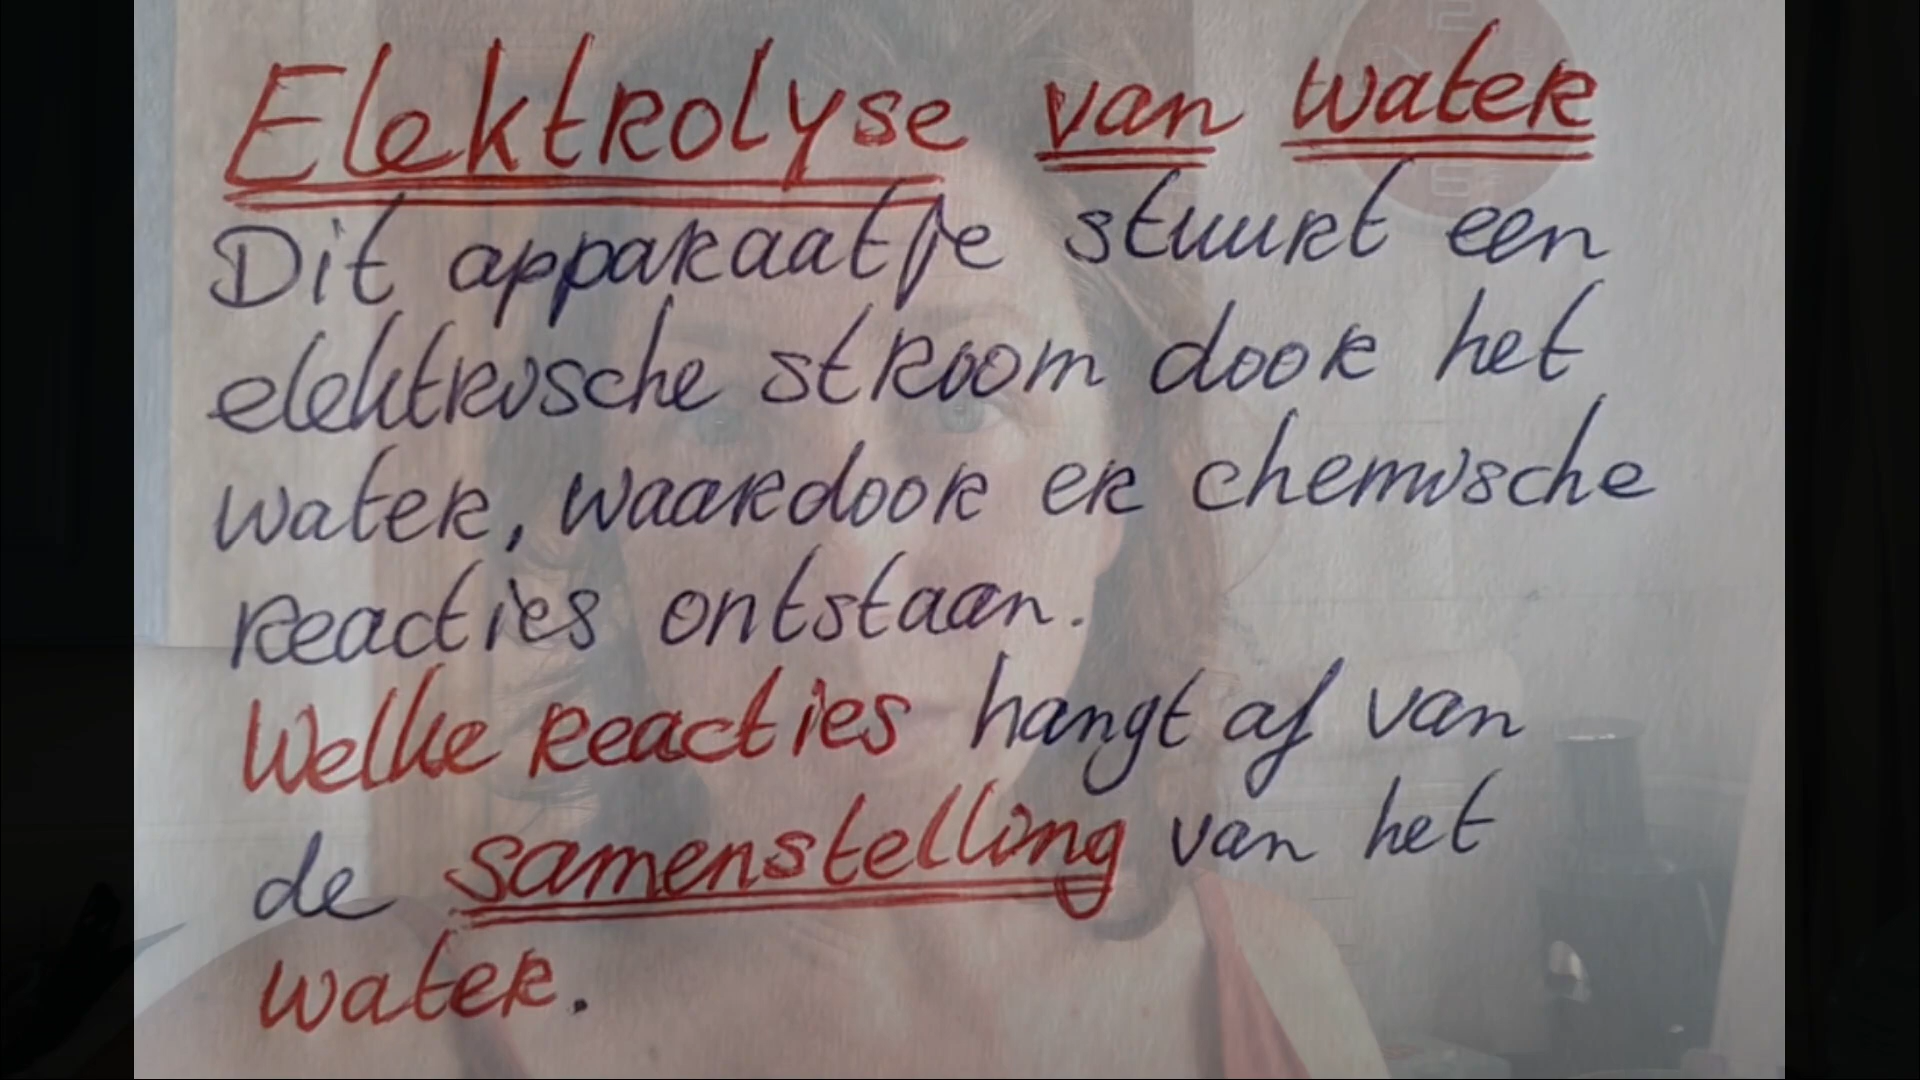 Elektrolyse van water
Dit apparaatje stuurt een
elektrische stroom door het
water, waardoor er chemische
reacties ontstaan.
Welke reacties hangt af van
de samenstelling van het
water.